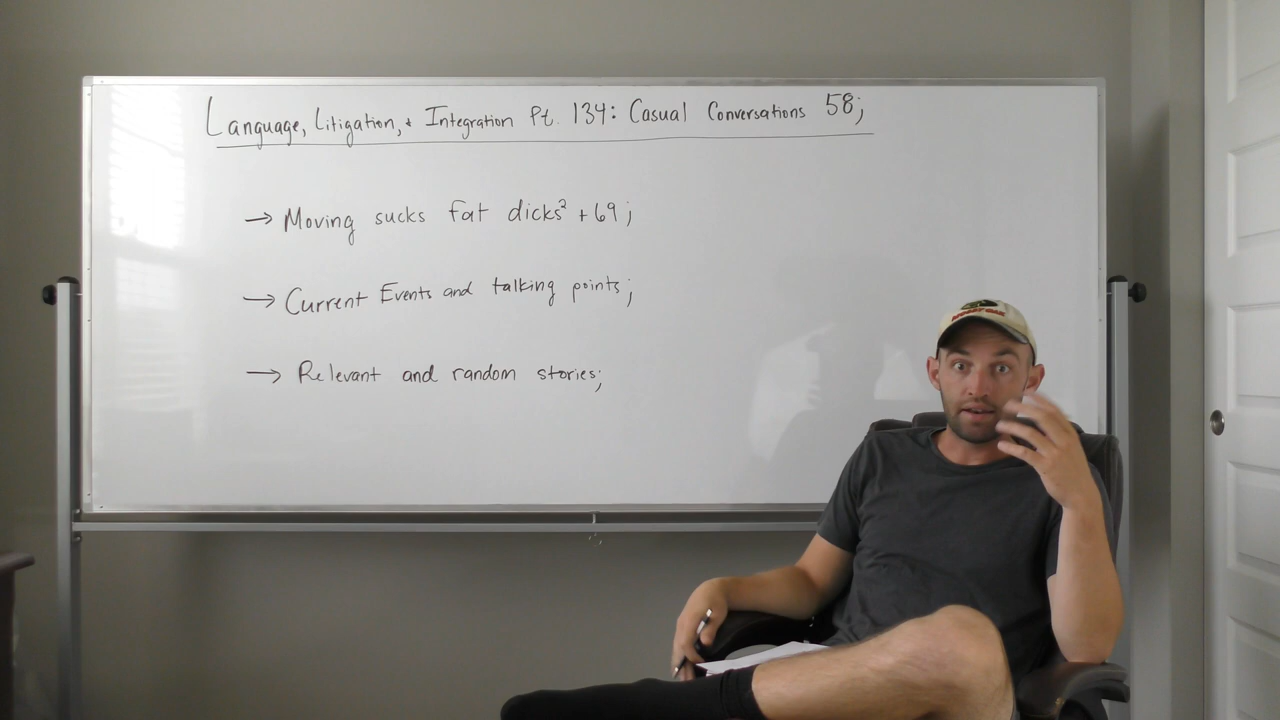 Language, Litigation, & Integration Pt. 134: Casual Conversations 58;
→ Moving sucks fat dicks² + 69;
→ Current Events and talking points;
→ Relevant and random stories;